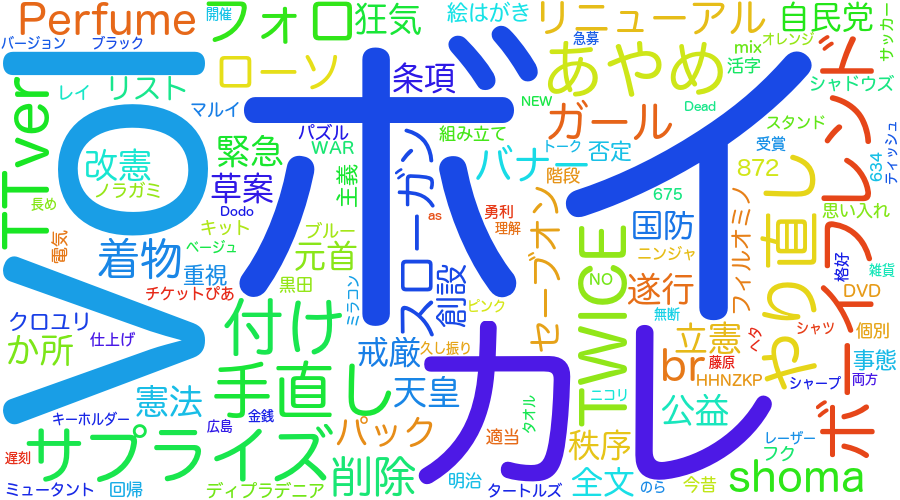 Perfume
開催
フォロ
狂気
絵はがき
リニューアル
自民党
サッカー
バージョン
ブラック
ローソ
条項
あやめ
急募
mix
オレンジ
活字
ボーイフレンド
Vol
ボイ
カレ
TTver
レイ
リスト
マルイ
NEW
Dead
シャドウズ
パズル
WAR
組み立て
ガール
スタンド
改憲
緊急
主義
スローガン
バナー
トーク
否定
受賞
872
634
ティッシュ
ノラガミ
草案
階段
長め
Dodo
as
勇利
理解
675
思い入れ
電気
キット
ブルー
セーブオン
国防
フィルオミノ
やり直し
着物
ベージュ
元首
ニンジャ
格好
重視
黒田
創設
NO
遂行
雑貨
チケットぴあ
ミラコン
ピンク
TWICE
無断
DVD
クロユリ
付け
立憲
ヘタ
シャツ
個別
か所
仕上げ
戒厳
久し振り
br
藤原
事態
手直し
天皇
HHNZKP
シャープ
両方
憲法
ニコリ
公益
キーホルダー
金銭
広島
パック
タオル
サプライズ
適当
秩序
レーザー
遅刻
削除
フク
ミュータント
回帰
ディプラデニア
明治
タートルズ
全文
のら
今昔
shoma